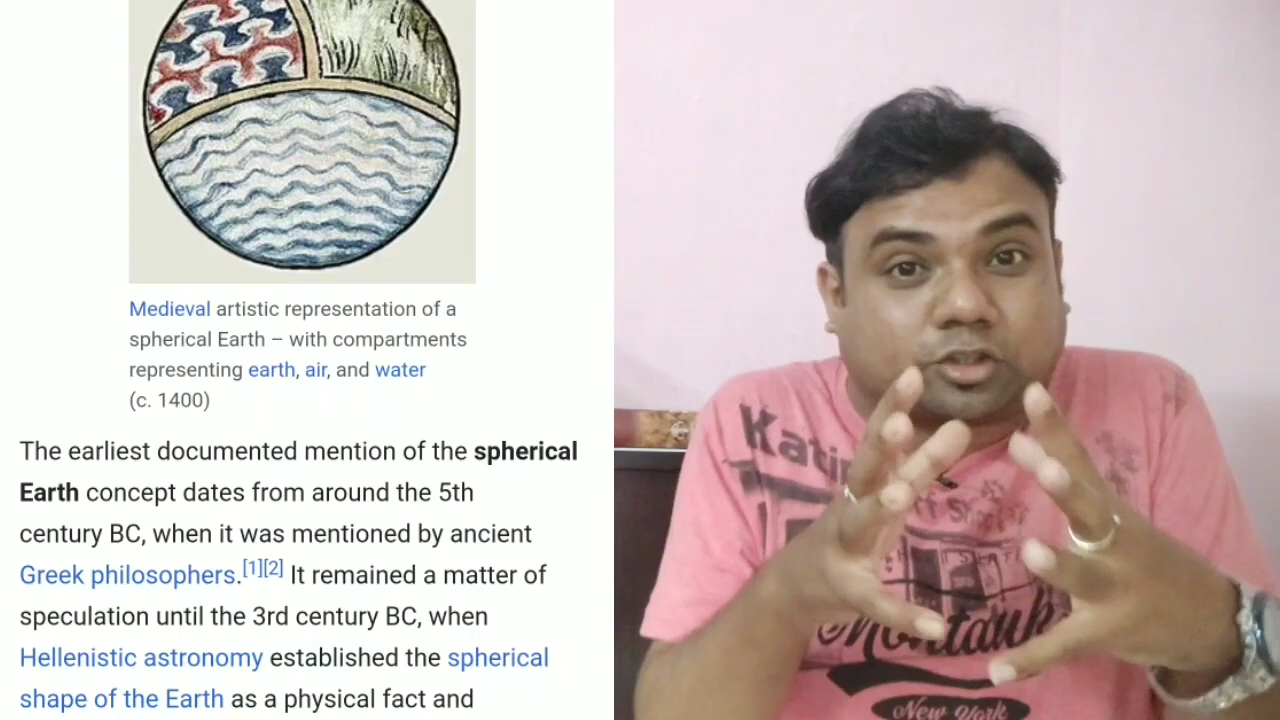 Medieval artistic representation of a
spherical Earth – with compartments
representing earth, air, and water
(c. 1400)
The earliest documented mention of the spherical
Earth concept dates from around the 5th
century BC, when it was mentioned by ancient
Greek philosophers.[1][2] It remained a matter of
speculation until the 3rd century BC, when
Hellenistic astronomy established the spherical
shape of the Earth as a physical fact and
Montauk
New York